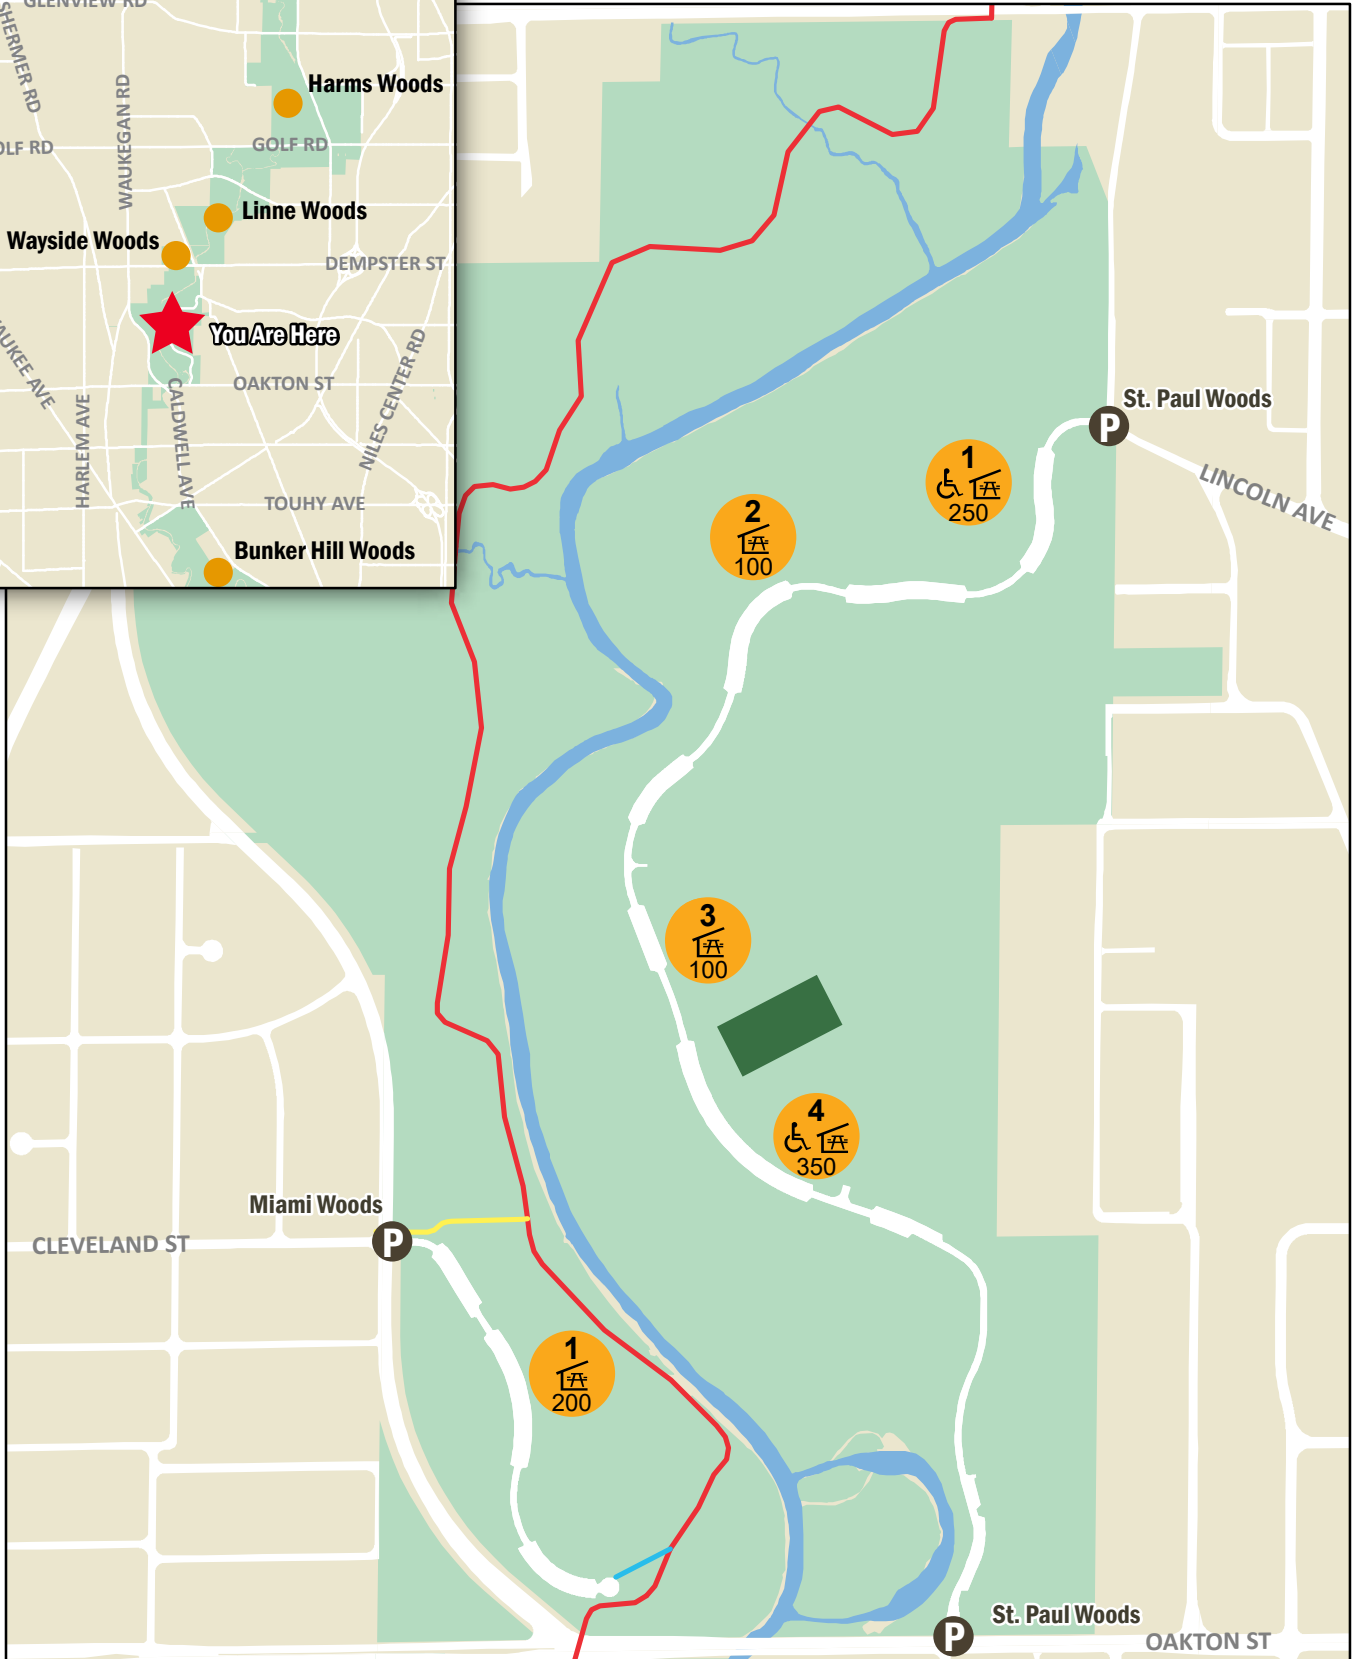 GLENVIEW RD
SHERMER RD
WAUKEGAN RD
Harms Woods
GOLF RD
OLF RD
Linne Woods
Wayside Woods
DEMPSTER ST
You Are Here
AUKEE AVE
OAKTON ST
CALDWELL AVE
HARLEM AVE
NILES CENTER RD
TOUHY AVE
Bunker Hill Woods
St. Paul Woods
P
LINCOLN AVE
1
250
2
100
3
100
4
350
Miami Woods
P
CLEVELAND ST
1
200
St. Paul Woods
P
OAKTON ST